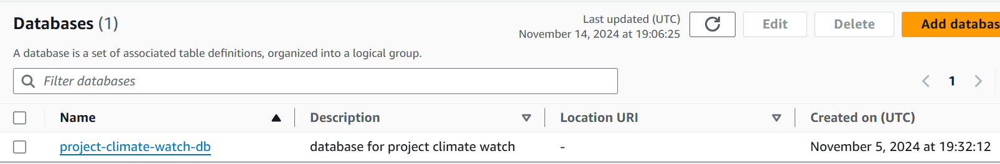 Databases (1)
Last updated (UTC)
November 14, 2024 at 19:06:25
Edit
Delete
Add databas
A database is a set of associated table definitions, organized into a logical group.
Filter databases
1
Name
Description
Location URI
Created on (UTC)
project-climate-watch-db
database for project climate watch
-
November 5, 2024 at 19:32:12